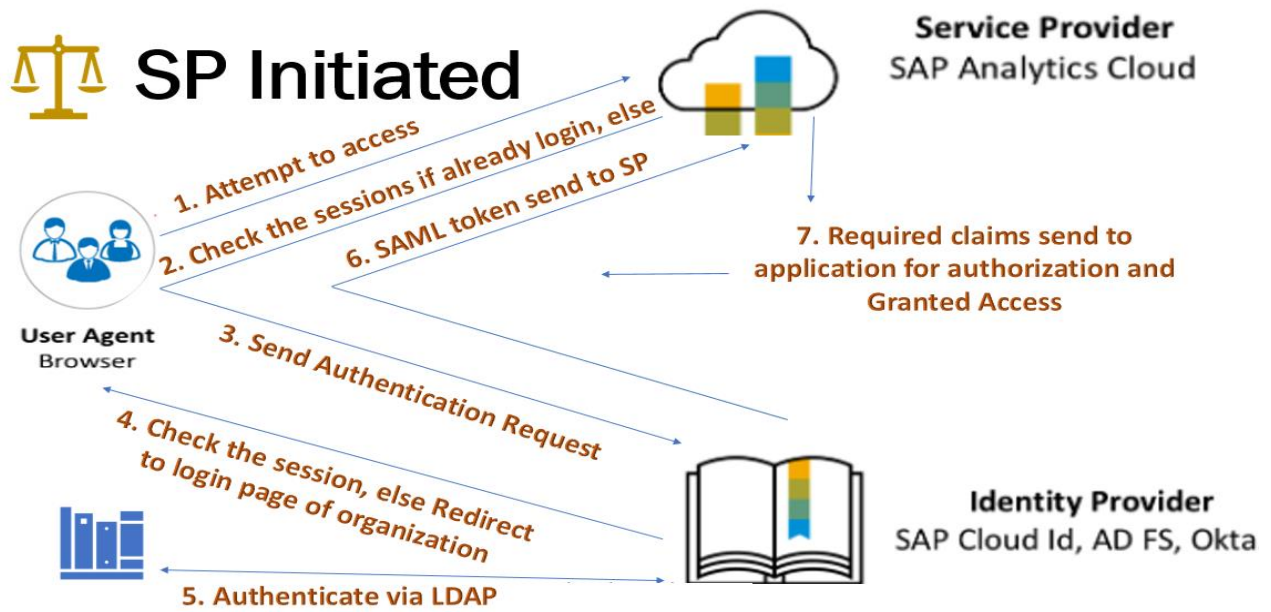 SP Initiated
Service Provider
SAP Analytics Cloud
1. Attempt to access
2. Check the sessions if already login, else
6. SAML token send to SP
7. Required claims send to
application for authorization and
Granted Access
User Agent
Browser
3. Send Authentication Request
4. Check the session, else Redirect
to login page of organization
Identity Provider
SAP Cloud Id, AD FS, Okta
5. Authenticate via LDAP